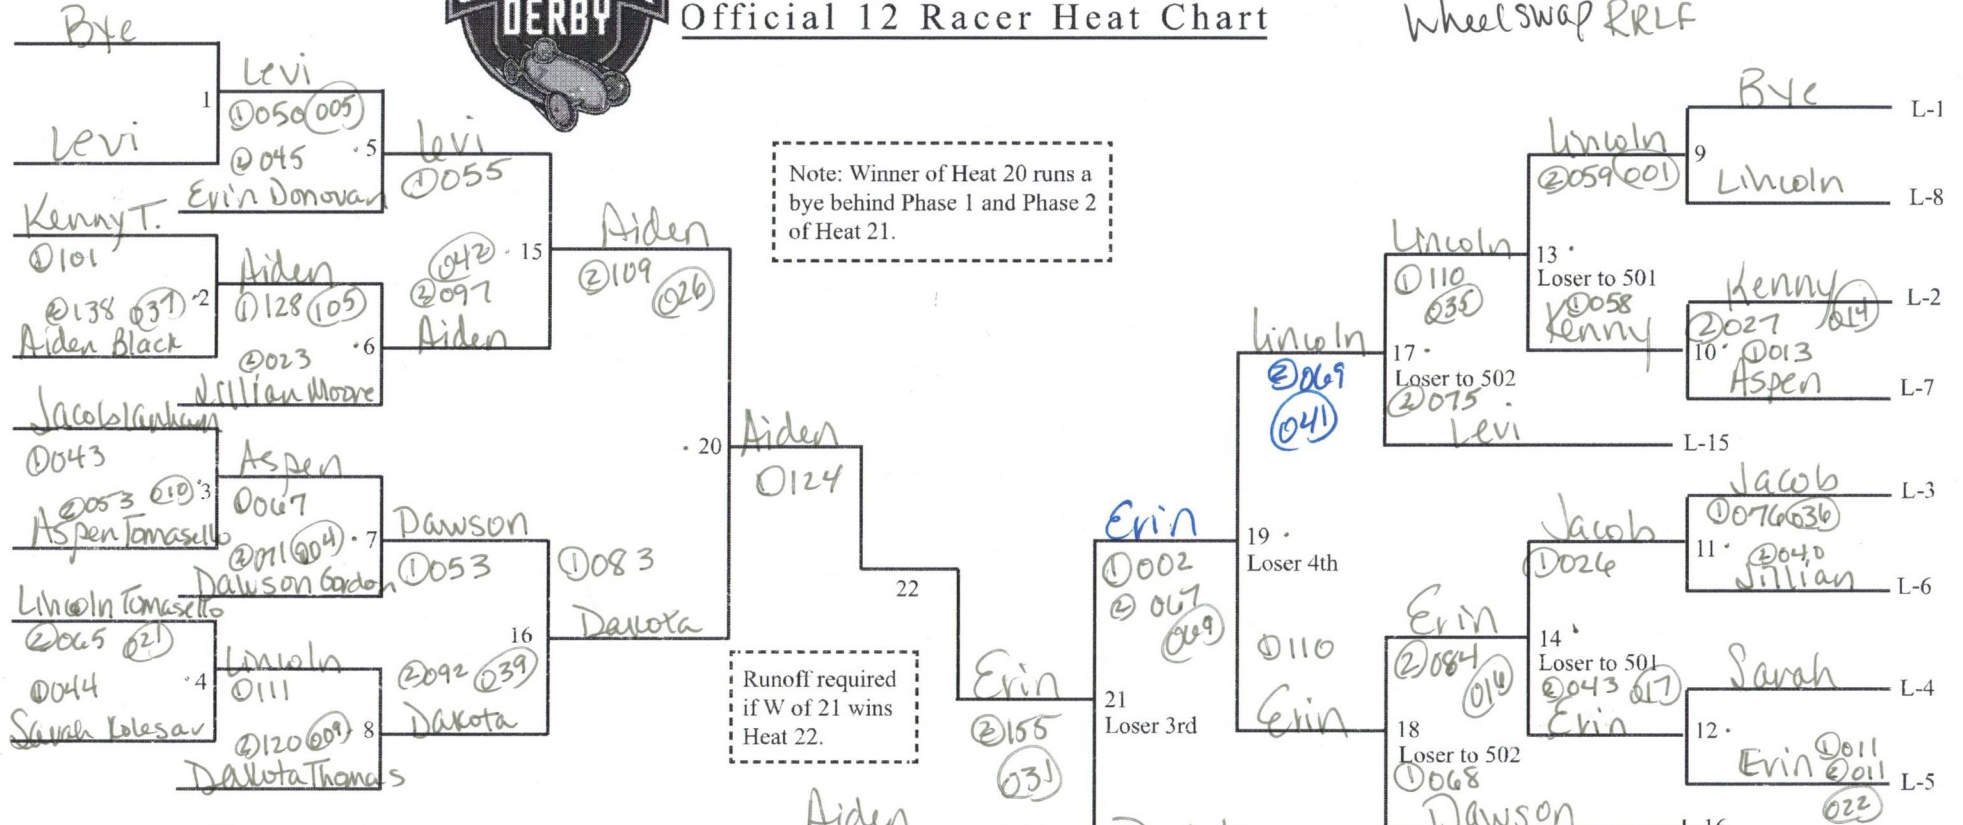 DERBY
Official 12 Racer Heat Chart
Wheelswap RRLF
Bye
Levi
1
Levi
①050 005
②045
Erin Donovan
5
Levi
①055
Kenny T.
①101
②138 037
2
Aiden Black
Aiden
①128 105
②023
6
Jillian Moore
042
②097
Aiden
15
Aiden
②109
026
Jacob Lanham
①043
②053 010
3
Aspen Tomasello
Aspen
①067
②071 004
7
Dawson Gordon
Dawson
①053
Lincoln Tomasello
②065 021
①044
4
Sarah Kolesar
Lincoln
①111
②120 009
8
Dakota Thomas
②092 039
Dakota
16
①083
Dakota
20
Aiden
①124
22
Note: Winner of Heat 20 runs a
bye behind Phase 1 and Phase 2
of Heat 21.
Runoff required
if W of 21 wins
Heat 22.
Aiden
Erin
②155
031
21
Loser 3rd
Erin
①002
②067
069
19
Loser 4th
Lincoln
②069
041
①110
Erin
Lincoln
①110
035
17
Loser to 502
②075
Levi
L-15
Erin
②084
016
18
Loser to 502
①068
Dawson
L-16
Lincoln
②059 001
13
Loser to 501
①058
Kenny
Jacob
①026
14
Loser to 501
②043 017
Erin
Bye
L-1
9
Lincoln
L-8
Kenny
L-2
②027 014
10
①013
Aspen
L-7
Jacob
L-3
①076 036
11
②040
Jillian
L-6
Sarah
L-4
12
Erin ①011
②011
L-5
022